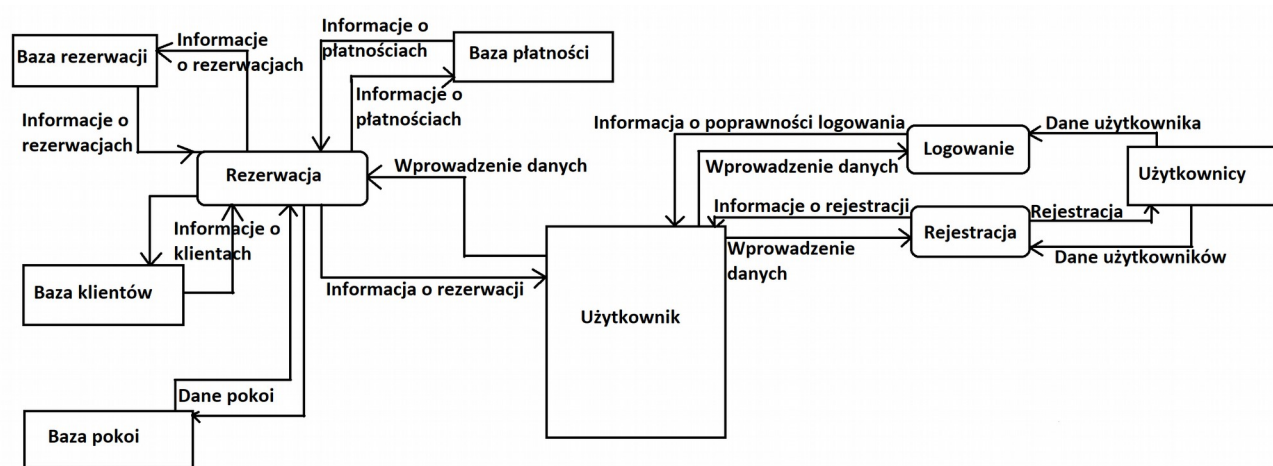 Baza rezerwacji
Informacje
o rezerwacjach
Informacje o
rezerwacjach
Informacje o
płatnościach
Baza płatności
Informacje o
płatnościach
Rezerwacja
Wprowadzenie danych
Informacje o
klientach
Baza klientów
Informacja o rezerwacji
Dane pokoi
Baza pokoi
Użytkownik
Informacja o poprawności logowania
Wprowadzenie danych
Logowanie
Dane użytkownika
Użytkownicy
Informacje o rejestracji
Wprowadzenie
danych
Rejestracja
Rejestracja
Dane użytkowników